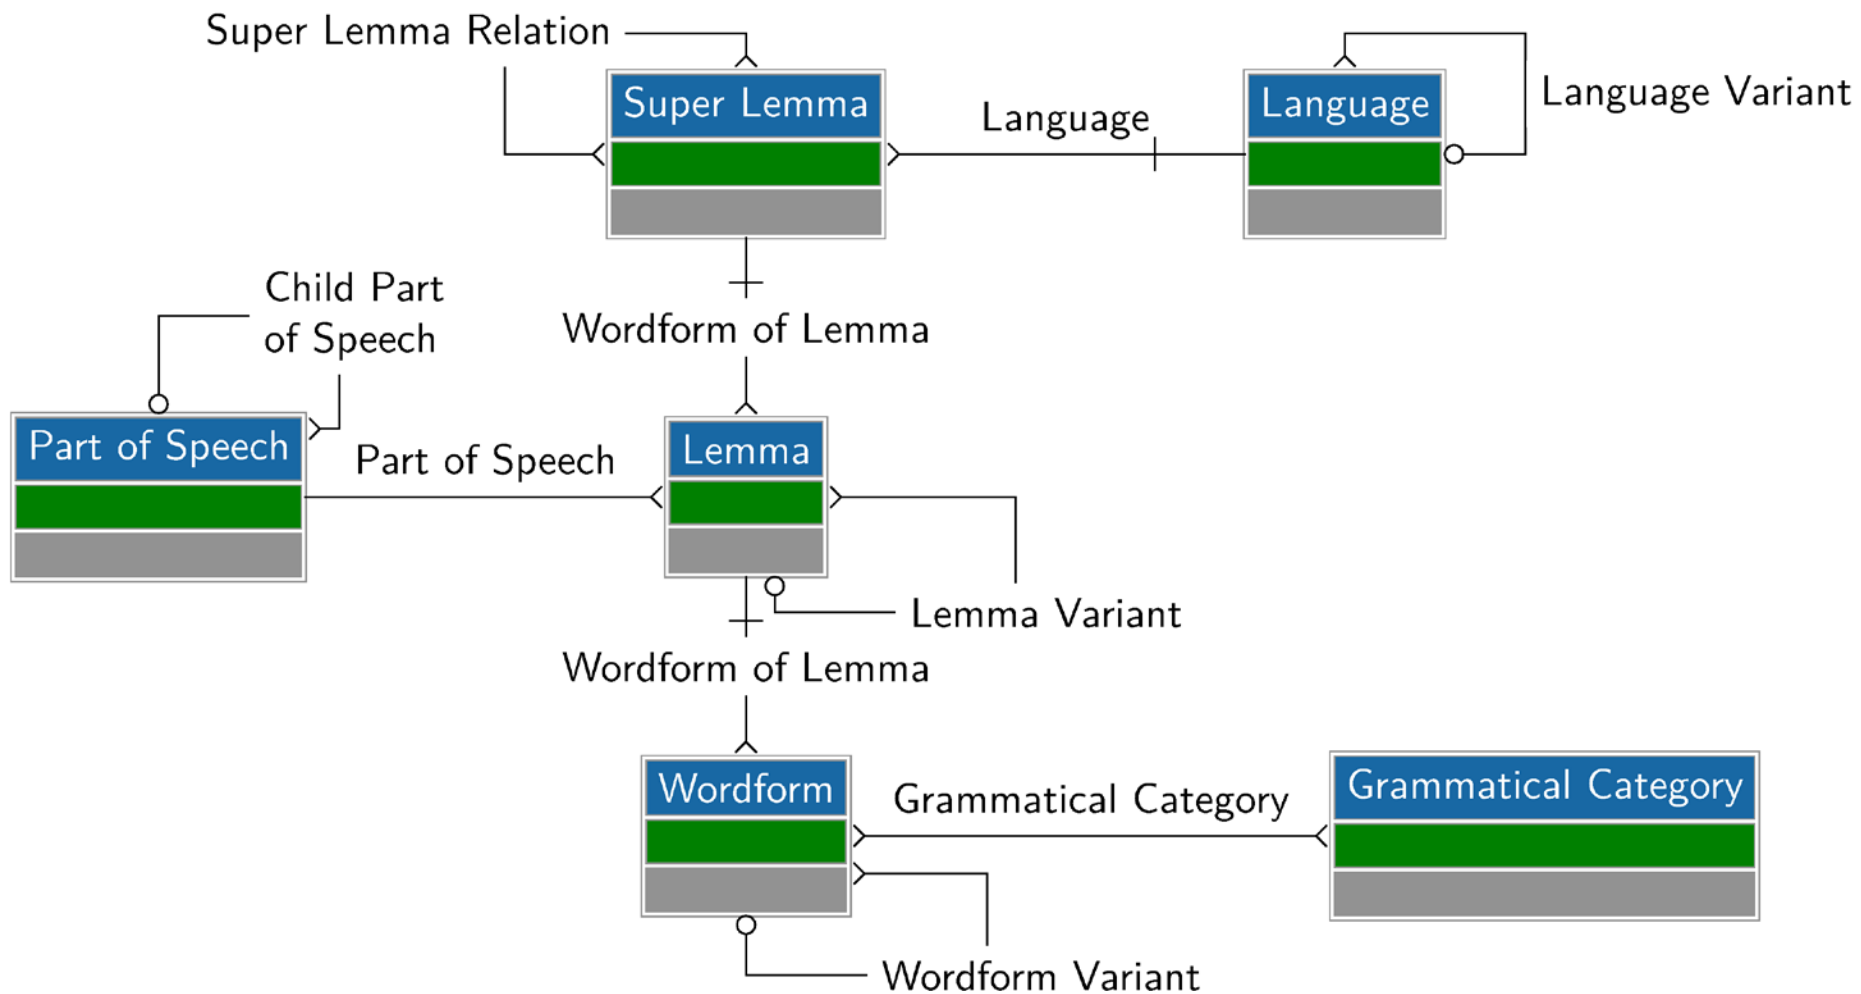 Super Lemma Relation
Super Lemma
Language
Language
Language Variant
Child Part
of Speech
Wordform of Lemma
Part of Speech
Part of Speech
Lemma
Lemma Variant
Wordform of Lemma
Wordform
Grammatical Category
Grammatical Category
Wordform Variant